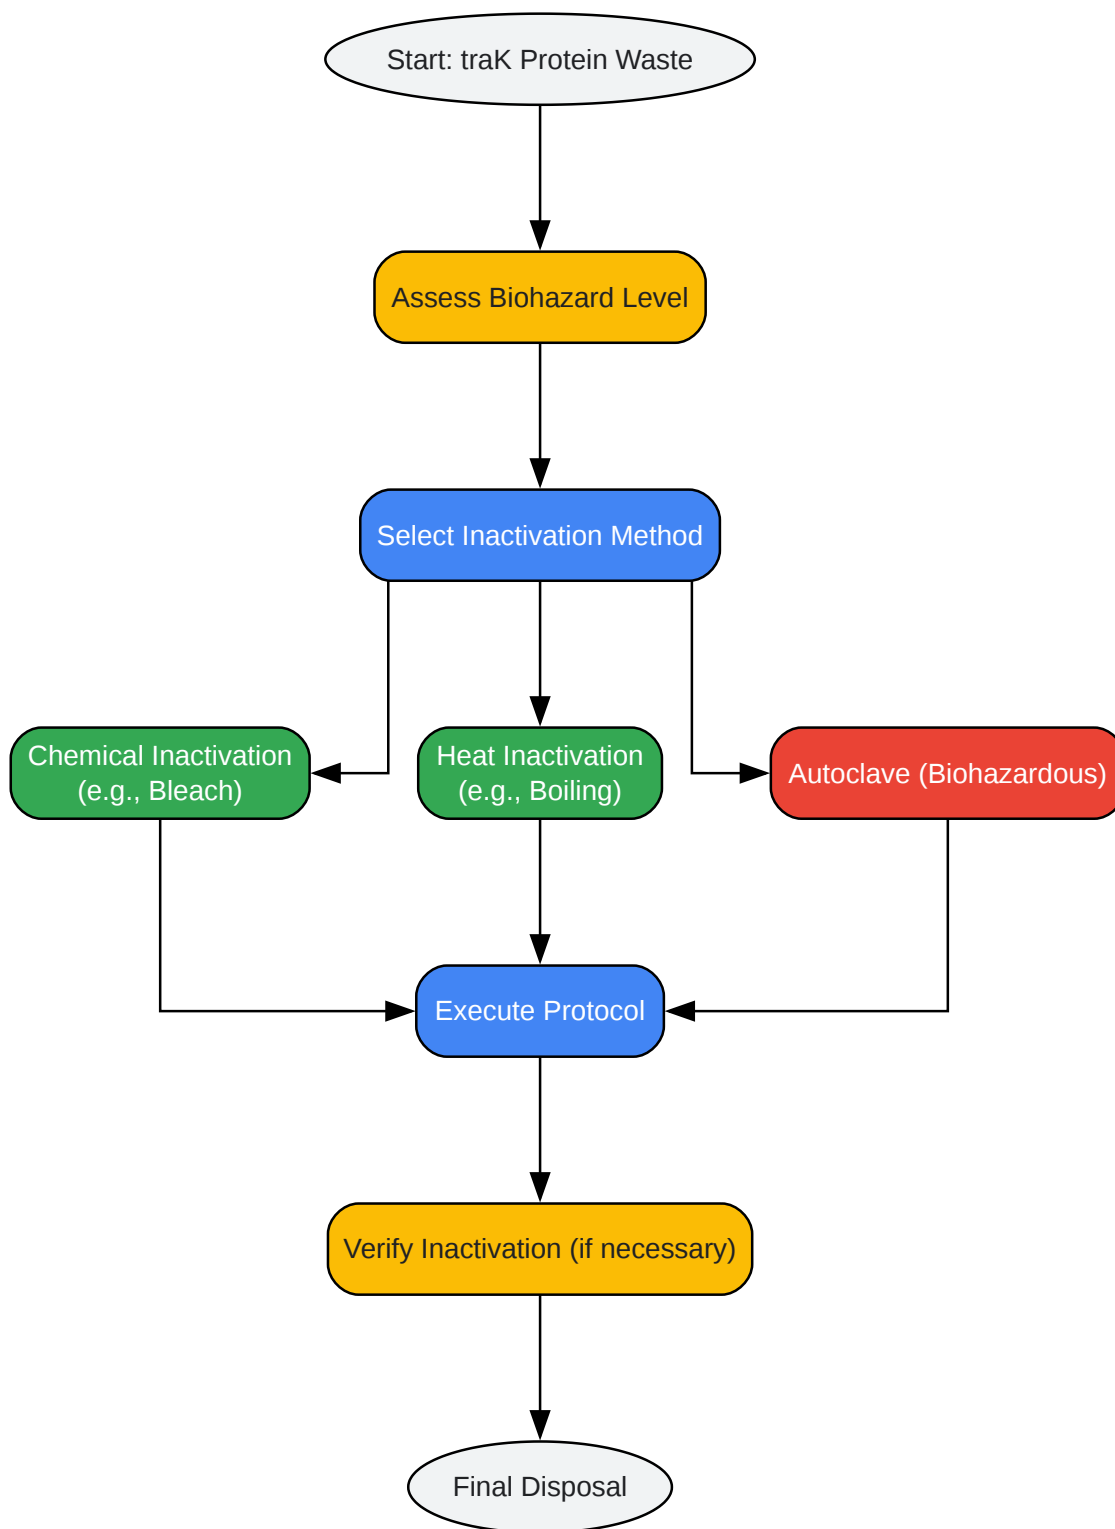 Start: traK Protein Waste
Assess Biohazard Level
Select Inactivation Method
Chemical Inactivation
(e.g., Bleach)
Heat Inactivation
(e.g., Boiling)
Autoclave (Biohazardous)
Execute Protocol
Verify Inactivation (if necessary)
Final Disposal